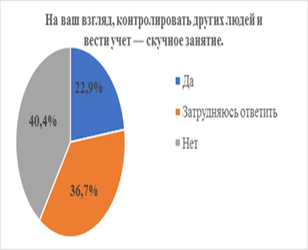 На ваш взгляд, контролировать других людей и
вести учет — скучное занятие.
22,9%
40,4%
36,7%
Да
Затрудняюсь ответить
Нет